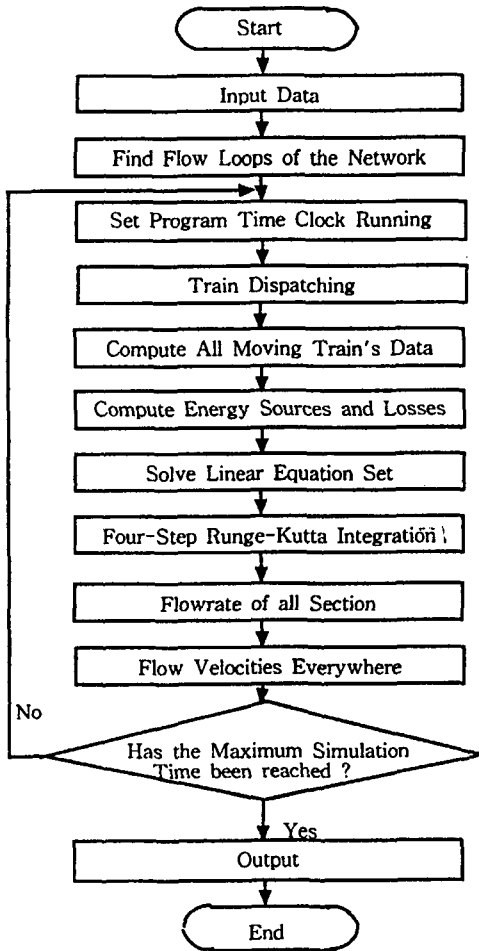 Start
Input Data
Find Flow Loops of the Network
Set Program Time Clock Running
Train Dispatching
Compute All Moving Train's Data
Compute Energy Sources and Losses
Solve Linear Equation Set
Four-Step Runge-Kutta Integration
Flowrate of all Section
Flow Velocities Everywhere
No
Has the Maximum Simulation
Time been reached ?
Yes
Output
End